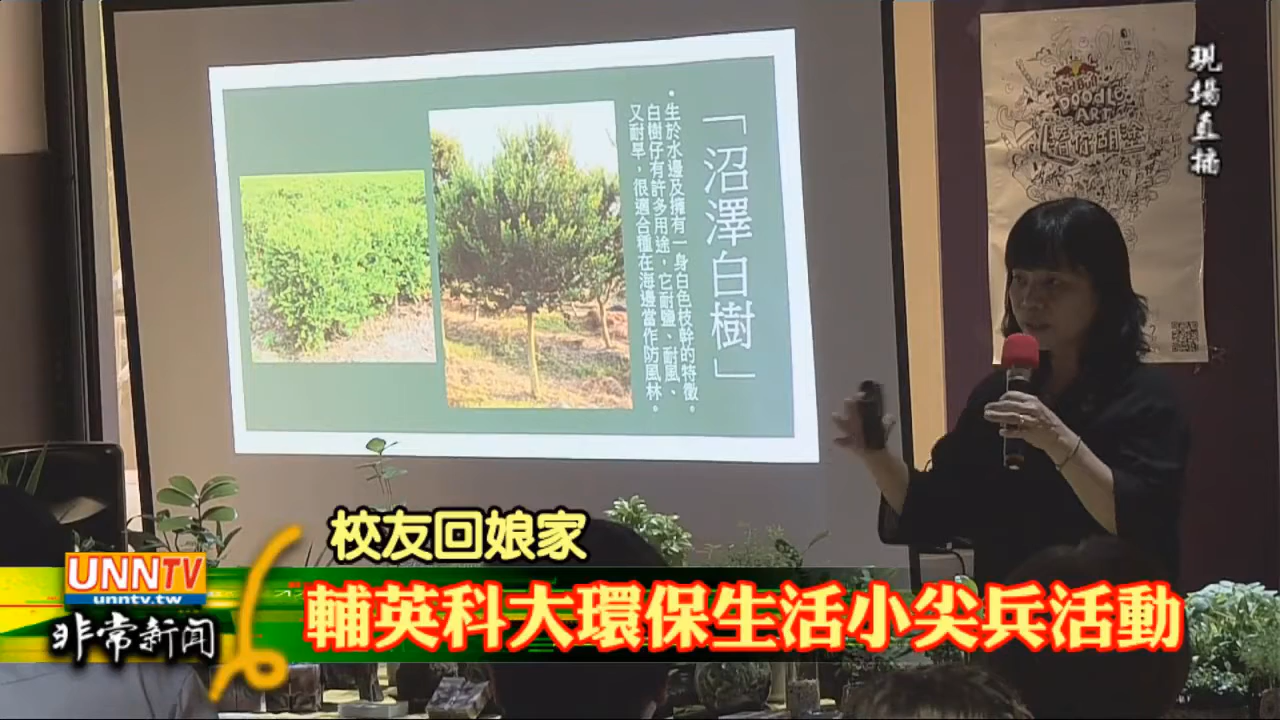 現場直播
Red Bull
DOODLE
ART
「沼澤白樹」
•生於水邊及擁有一身白色枝幹的特徵。
白樹仔有許多用途，它耐鹽、耐風、
又耐旱，很適合種在海邊當作防風林。
校友回娘家
UNNTV
unntv.tw
非常新闻
輔英科大環保生活小尖兵活動